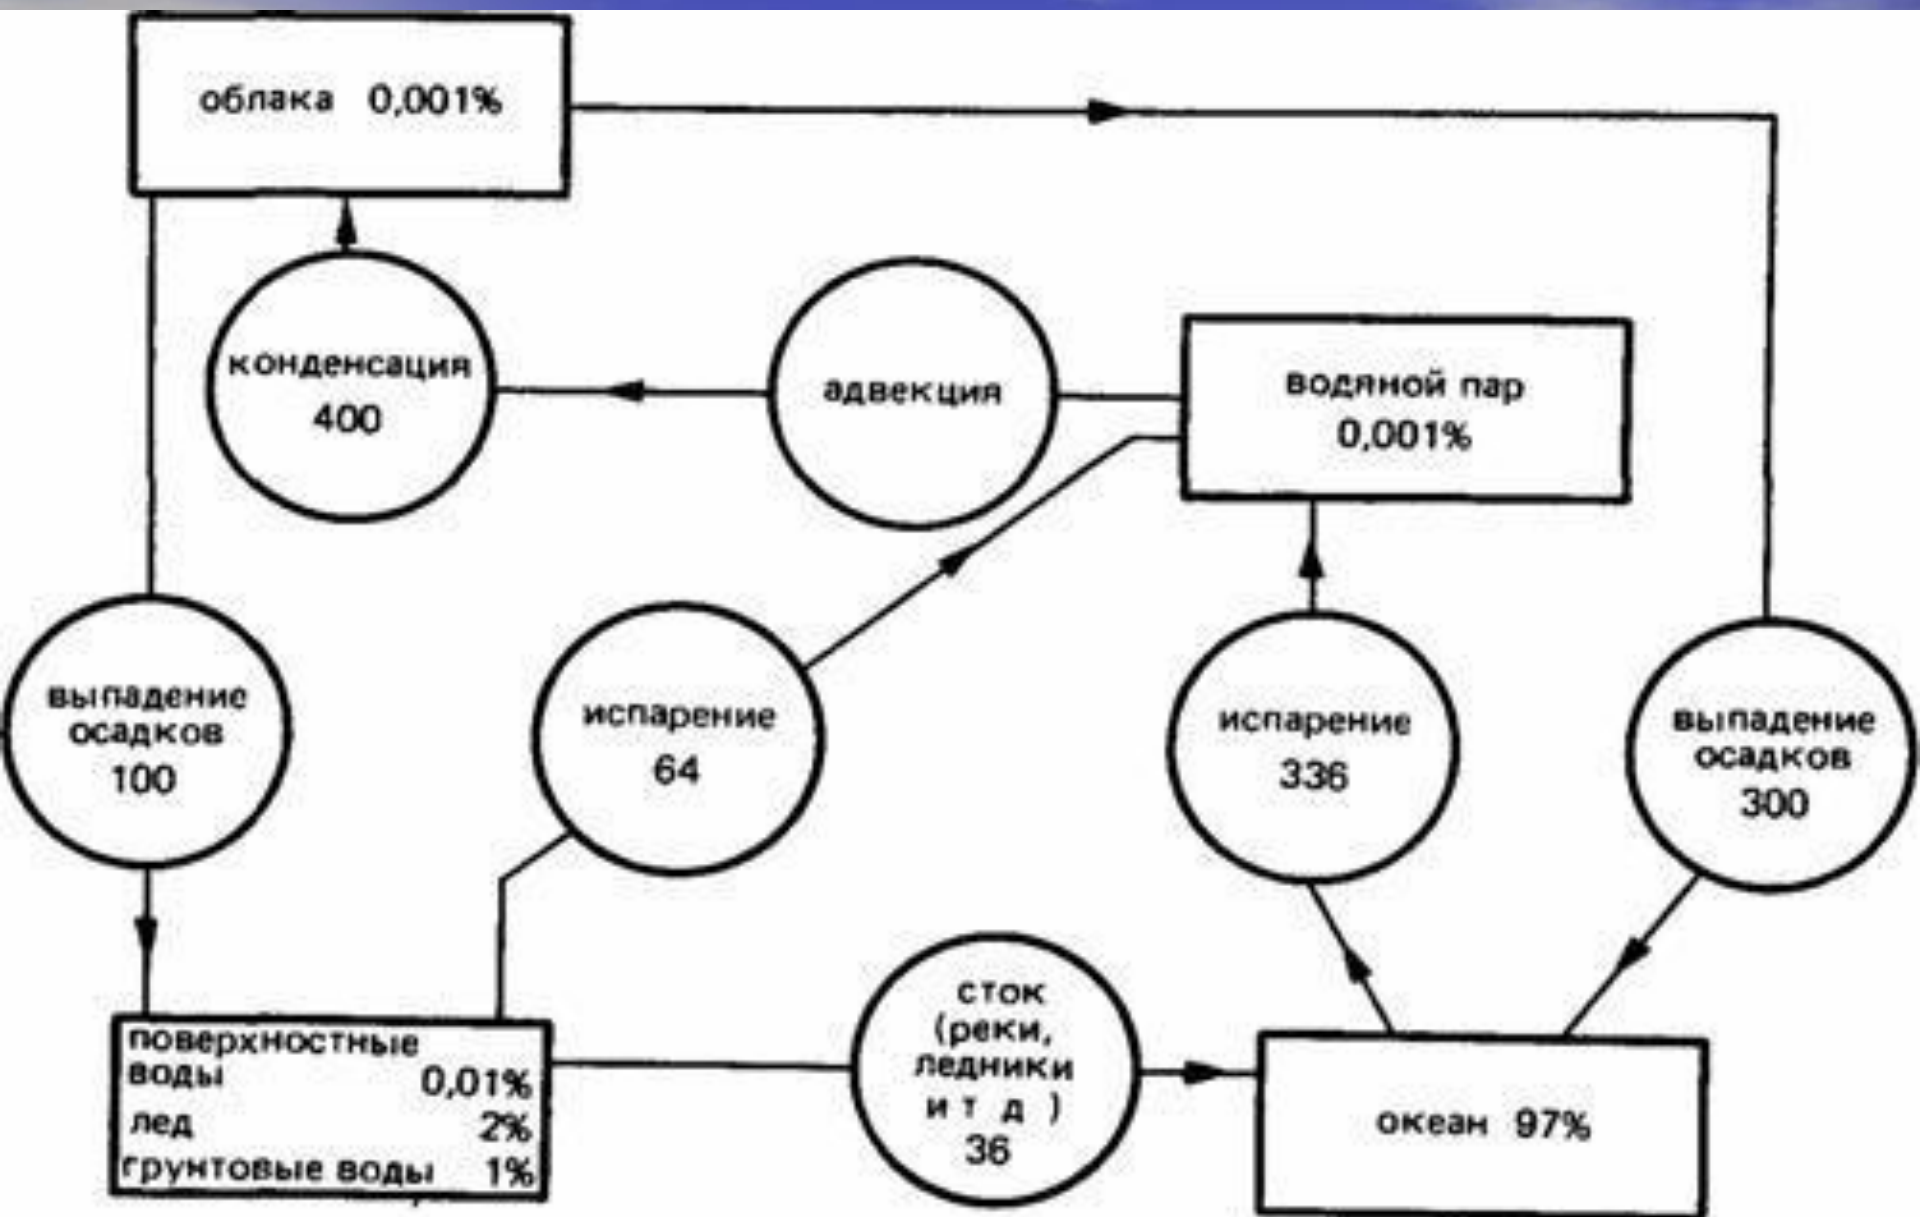 облака 0,001%
конденсация
400
адвекция
водяной пар
0,001%
выпадение
осадков
100
испарение
64
испарение
336
выпадение
осадков
300
поверхностные
воды 0,01%
лед 2%
грунтовые воды 1%
сток
(реки,
ледники
и т д )
36
океан 97%